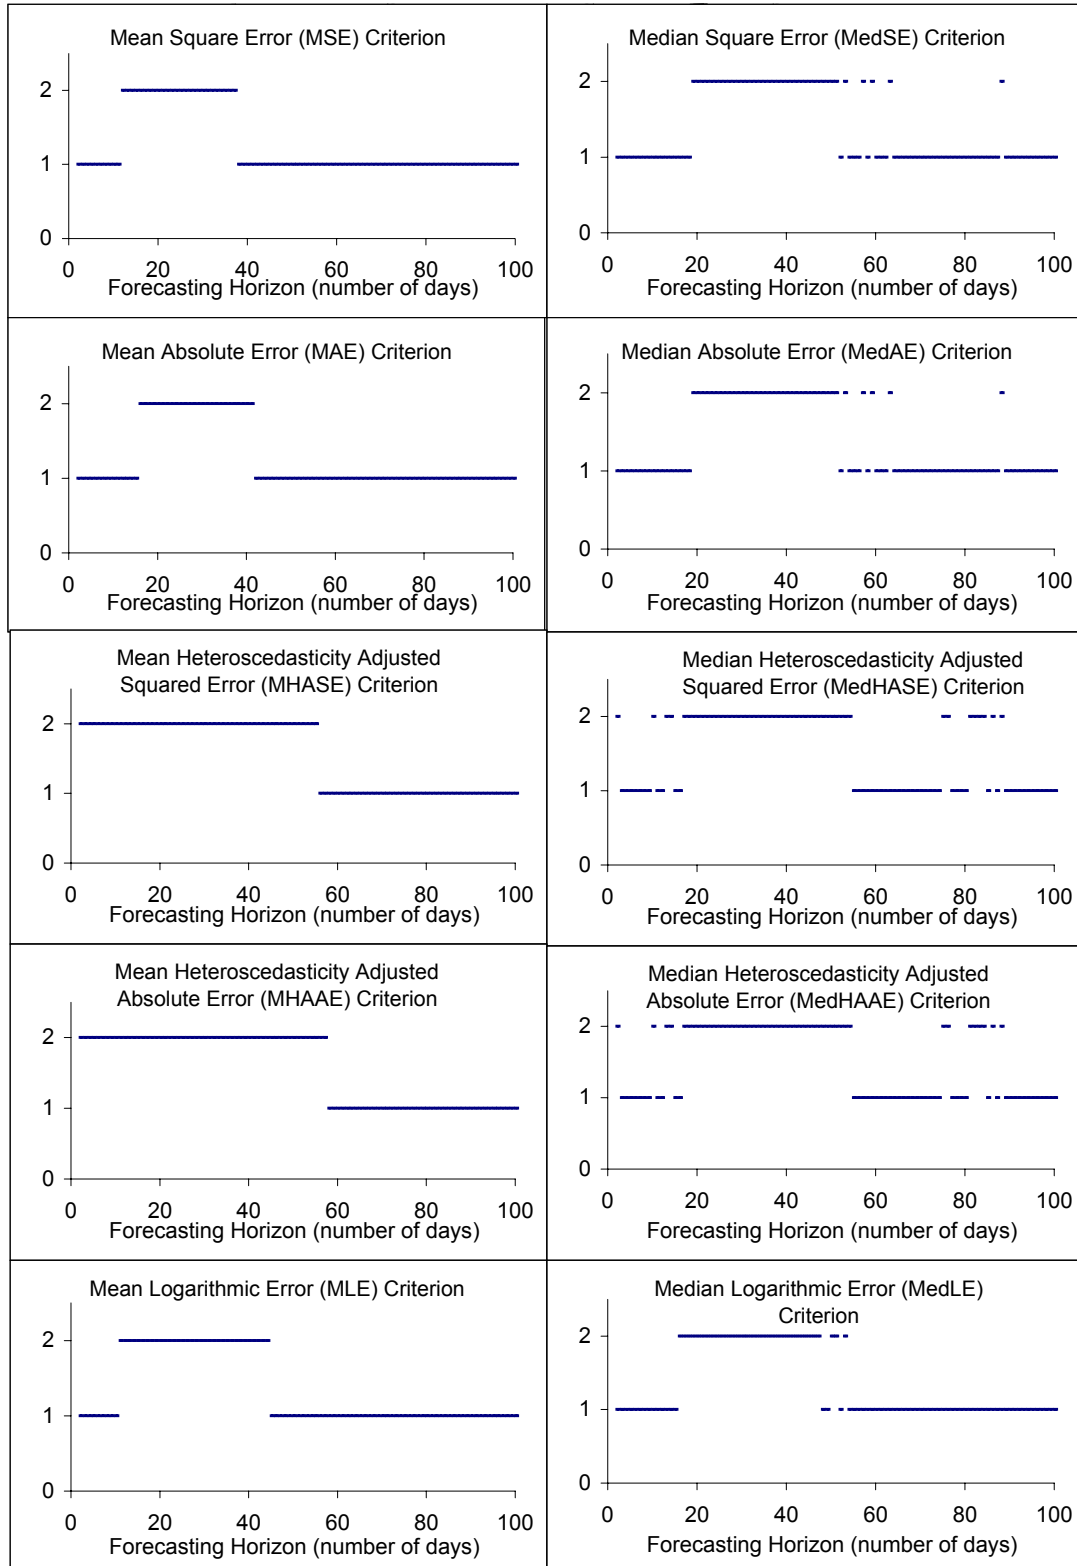 Mean Square Error (MSE) Criterion
2
1
0
0 20 40 60 80 100
Forecasting Horizon (number of days)
Median Square Error (MedSE) Criterion
2
1
0
0 20 40 60 80 100
Forecasting Horizon (number of days)
Mean Absolute Error (MAE) Criterion
2
1
0
0 20 40 60 80 100
Forecasting Horizon (number of days)
Median Absolute Error (MedAE) Criterion
2
1
0
0 20 40 60 80 100
Forecasting Horizon (number of days)
Mean Heteroscedasticity Adjusted
Squared Error (MHASE) Criterion
2
1
0
0 20 40 60 80 100
Forecasting Horizon (number of days)
Median Heteroscedasticity Adjusted
Squared Error (MedHASE) Criterion
2
1
0
0 20 40 60 80 100
Forecasting Horizon (number of days)
Mean Heteroscedasticity Adjusted
Absolute Error (MHAAE) Criterion
2
1
0
0 20 40 60 80 100
Forecasting Horizon (number of days)
Median Heteroscedasticity Adjusted
Absolute Error (MedHAAE) Criterion
2
1
0
0 20 40 60 80 100
Forecasting Horizon (number of days)
Mean Logarithmic Error (MLE) Criterion
2
1
0
0 20 40 60 80 100
Forecasting Horizon (number of days)
Median Logarithmic Error (MedLE)
Criterion
2
1
0
0 20 40 60 80 100
Forecasting Horizon (number of days)